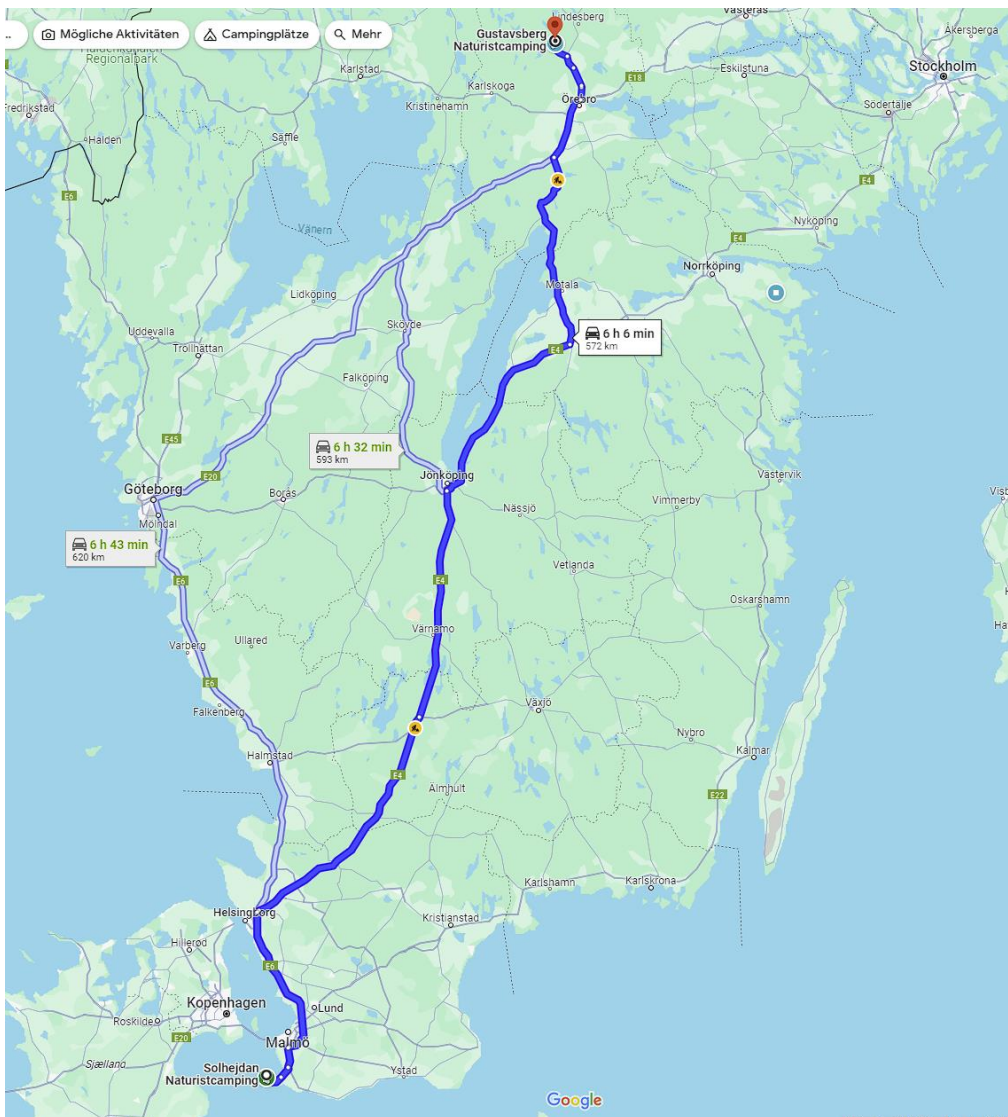 ..
Mögliche Aktivitäten
Campingplätze
Mehr
Gustavsberg
Naturistcamping
Lindesberg
Västerås
Åkersberga
Stockholm
Regionalpark
Karlstad
Karlskoga
Kristinehamn
E18
Eskilstuna
Örebro
Södertälje
Fredrikstad
Halden
Säffle
E6
Nyköping
E4
Vänern
E4
Norrköping
Motala
Lidköping
Uddevalla
Skövde
6 h 6 min
572 km
Trollhättan
E4
Falköping
E45
6 h 32 min
593 km
E20
Jönköping
Västervik
Göteborg
Borås
Vimmerby
Visb
Mölndal
Nässjö
6 h 43 min
620 km
Vetlanda
E6
E4
Oskarshamn
Värnamo
Ullared
Varberg
E6
Växjö
Falkenberg
Nybro
Kalmar
Halmstad
E4
Älmhult
E22
Karlshamn
Karlskrona
Helsingborg
Kristianstad
Hillerød
E6
Kopenhagen
Lund
Roskilde
E20
Malmö
Sjælland
Solhejdan
Naturistcamping
Ystad
Google